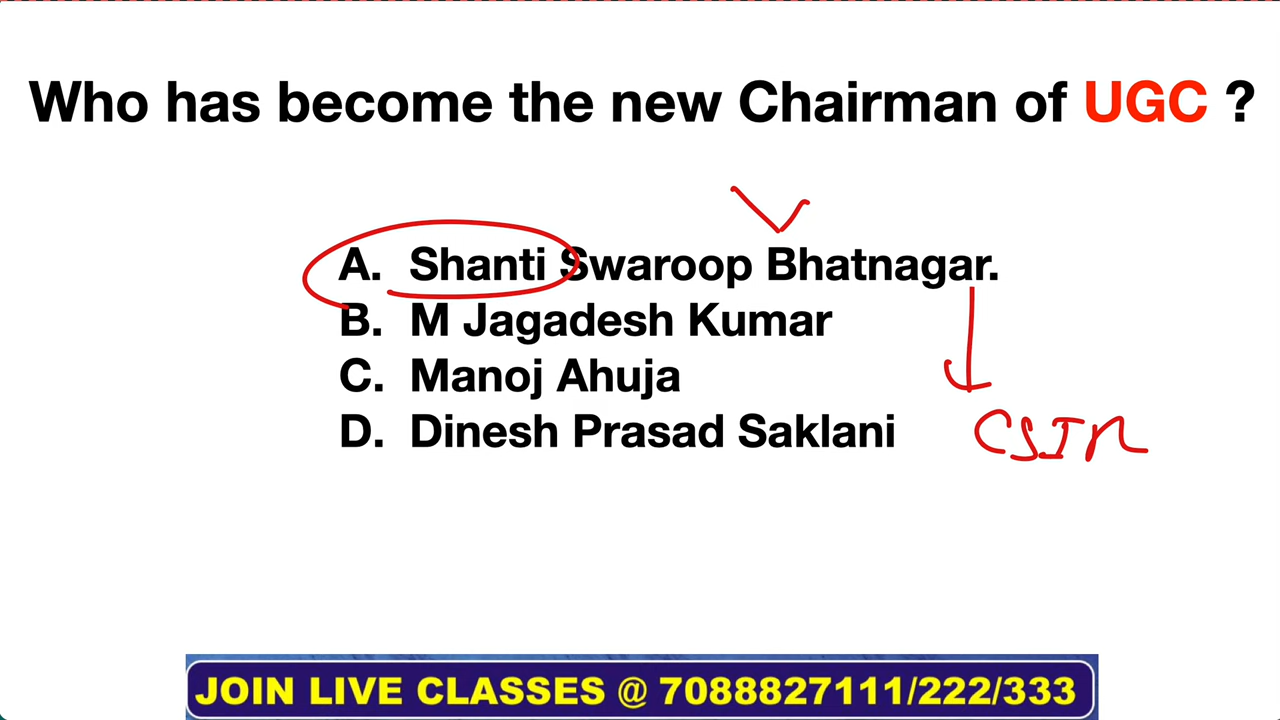 Who has become the new Chairman of UGC ?
A. Shanti Swaroop Bhatnagar.
B. M Jagadesh Kumar
C. Manoj Ahuja
D. Dinesh Prasad Saklani
CSIR
JOIN LIVE CLASSES @ 7088827111/222/333